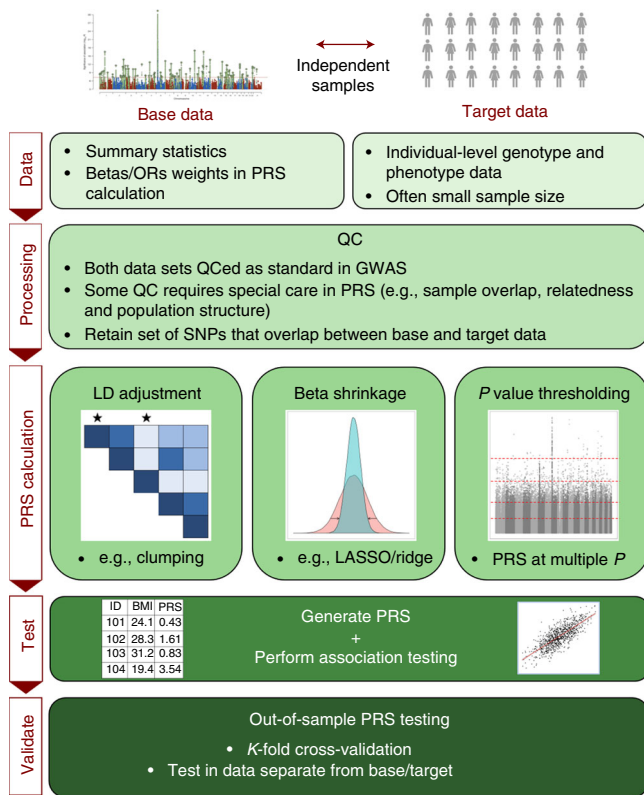 Independent
samples
Base data
Target data
Data
• Summary statistics
• Betas/ORs weights in PRS
calculation
• Individual-level genotype and
phenotype data
• Often small sample size
Processing
QC
• Both data sets QCed as standard in GWAS
• Some QC requires special care in PRS (e.g., sample overlap, relatedness
and population structure)
• Retain set of SNPs that overlap between base and target data
PRS calculation
LD adjustment
• e.g., clumping
Beta shrinkage
• e.g., LASSO/ridge
P value thresholding
• PRS at multiple P
Test
ID BMI PRS
101 24.1 0.43
102 28.3 1.61
103 31.2 0.83
104 19.4 3.54
Generate PRS
+
Perform association testing
Validate
Out-of-sample PRS testing
• K-fold cross-validation
• Test in data separate from base/target